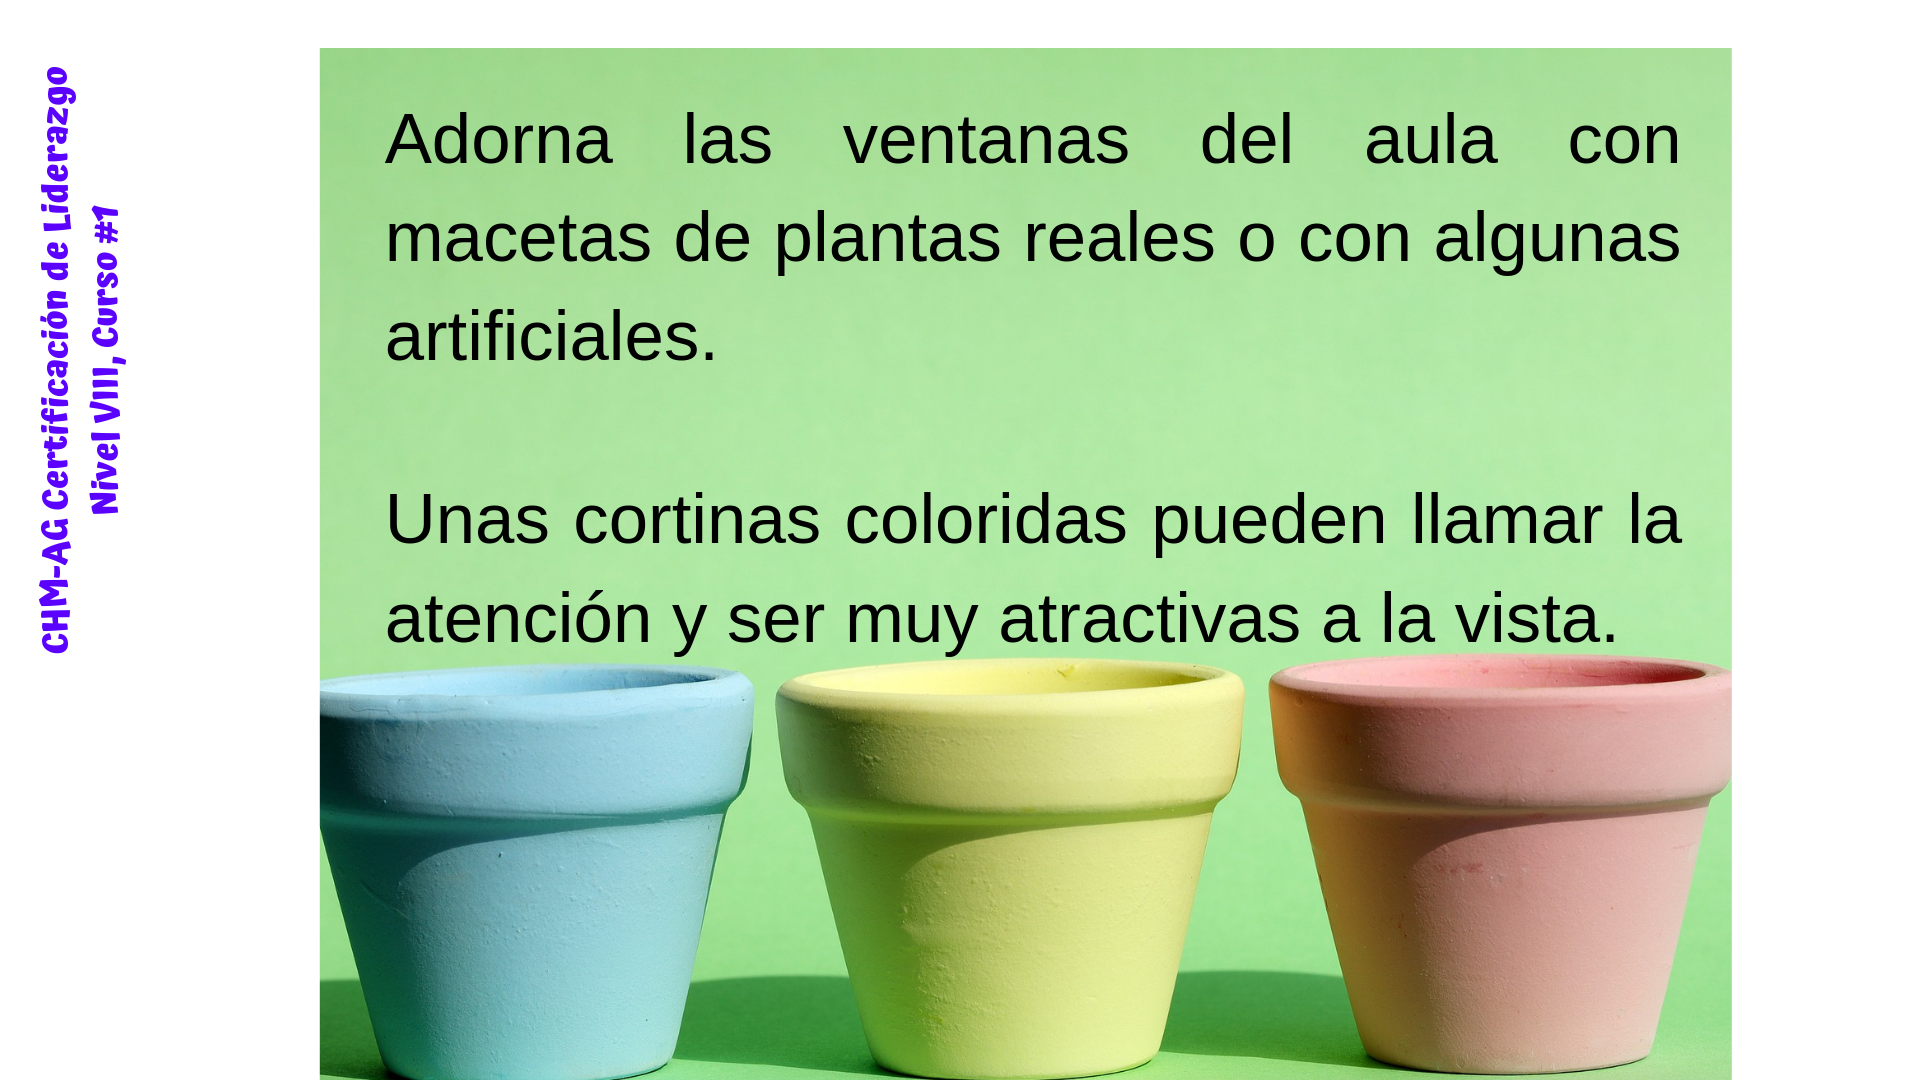 CHM-AG Certificación de Liderazgo
Nivel VIII, Curso #1
Adorna las ventanas del aula con
macetas de plantas reales o con algunas
artificiales.
Unas cortinas coloridas pueden llamar la
atención y ser muy atractivas a la vista.